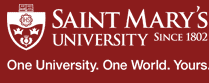 SAINT MARY'S
UNIVERSITY SINCE 1802
One University. One World. Yours.